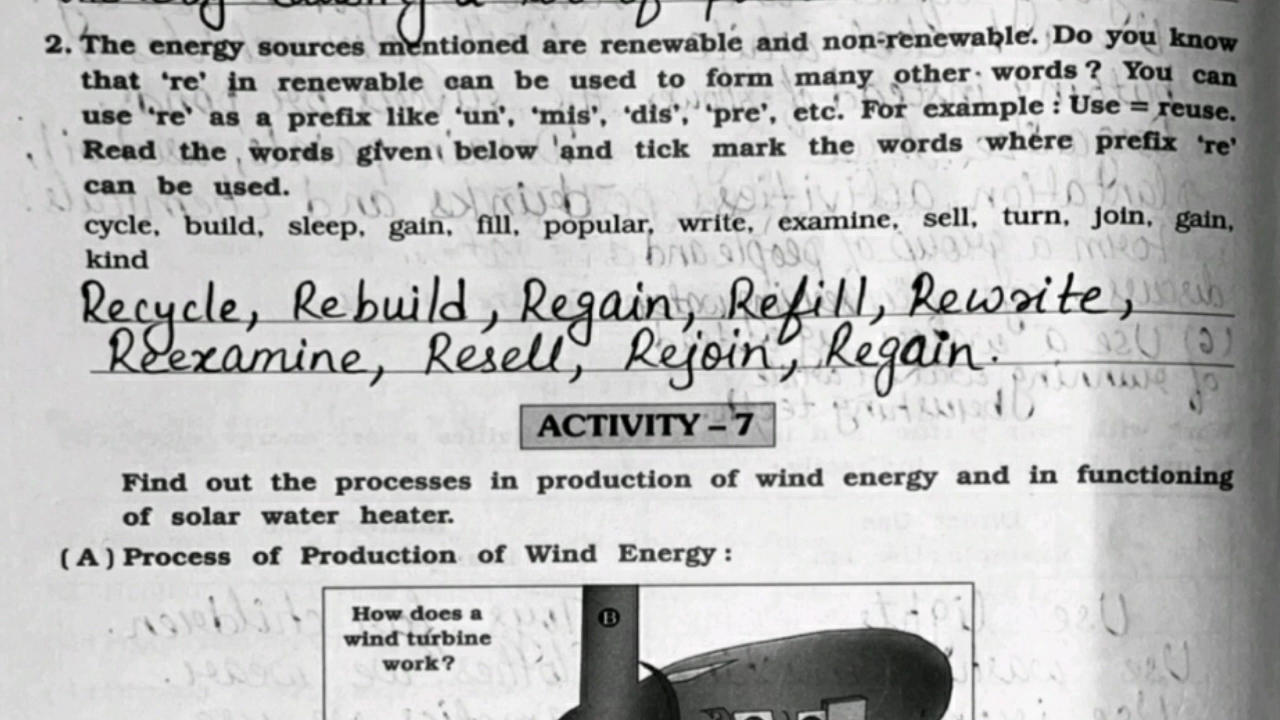 2. The energy sources mentioned are renewable and non-renewable. Do you know
that 're' in renewable can be used to form many other words? You can
use 're' as a prefix like 'un', 'mis', 'dis', 'pre', etc. For example : Use = reuse.
Read the words given below and tick mark the words where prefix 're'
can be used.
cycle, build, sleep, gain, fill, popular, write, examine, sell, turn, join, gain,
kind
Recycle, Rebuild, Regain, Refill, Rewrite,
Reexamine, Resell, Rejoin, Regain.
ACTIVITY – 7
Find out the processes in production of wind energy and in functioning
of solar water heater.
(A) Process of Production of Wind Energy :
How does a
wind turbine
work?
B